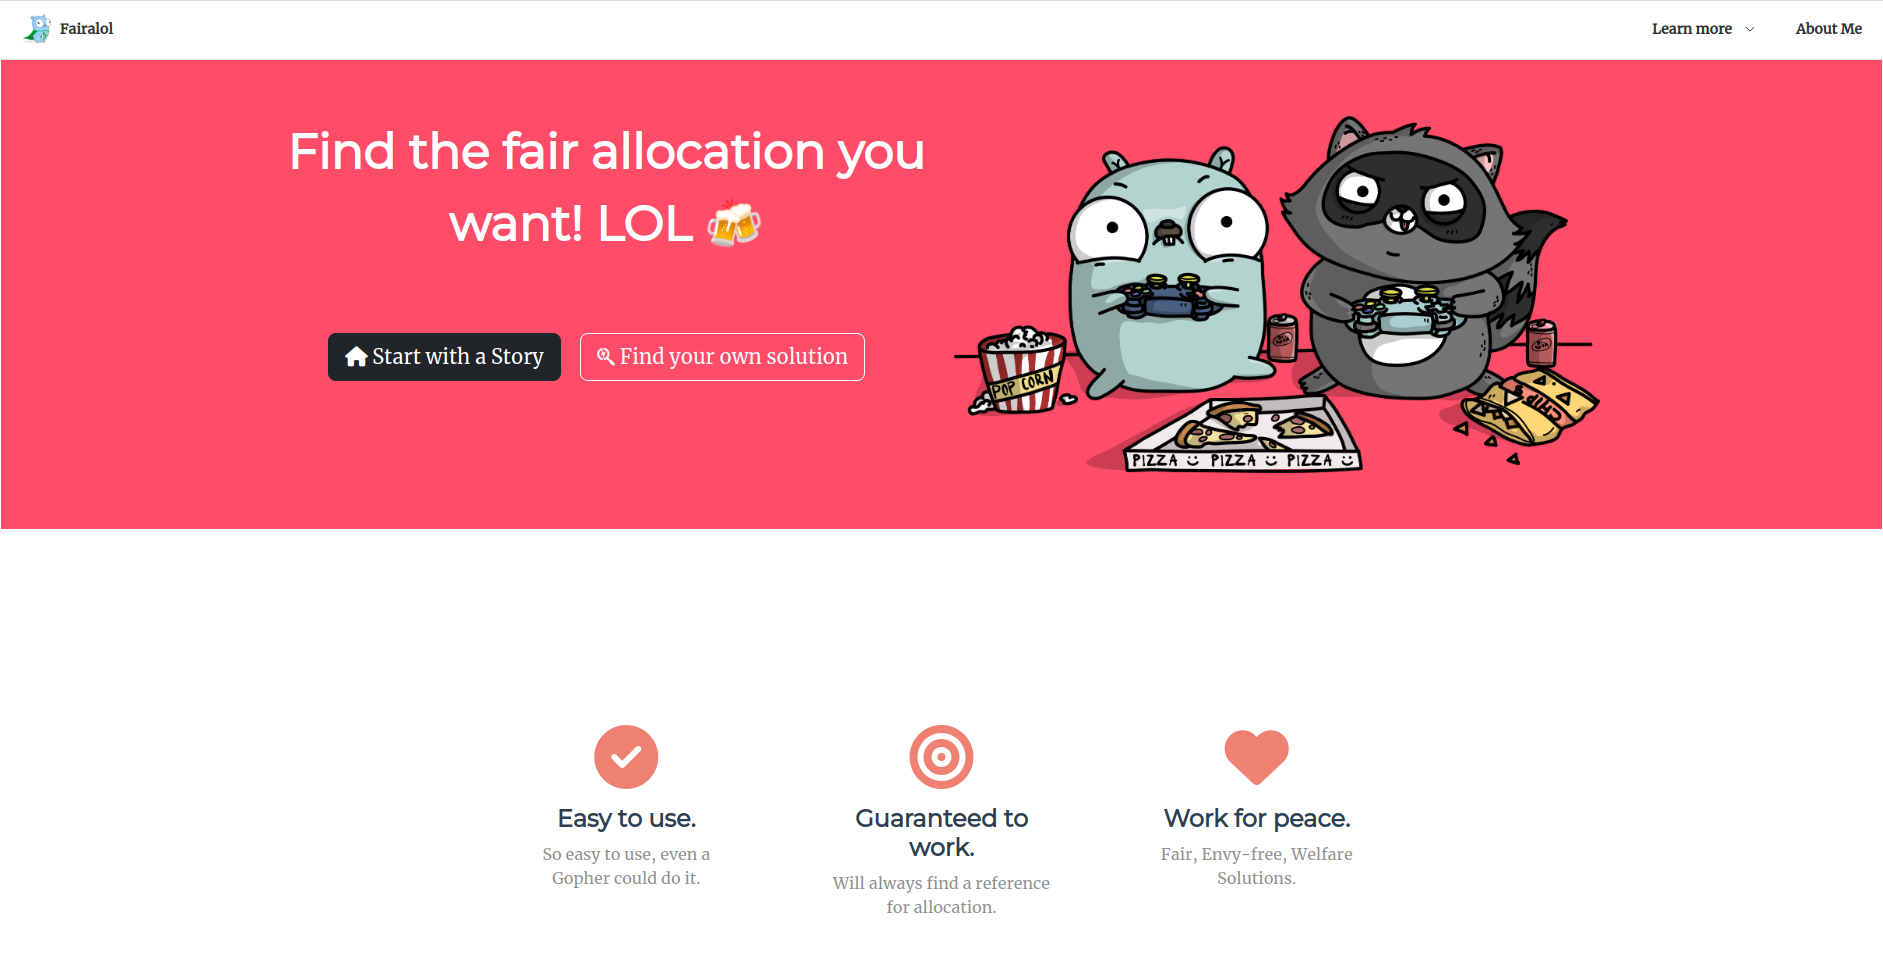 Fairalol
Learn more
About Me
Find the fair allocation you
want! LOL 🍻
Start with a Story
Find your own solution
POP CORN
PIZZA PIZZA PIZZA
CHIP
Easy to use.
So easy to use, even a
Gopher could do it.
Guaranteed to
work.
Will always find a reference
for allocation.
Work for peace.
Fair, Envy-free, Welfare
Solutions.